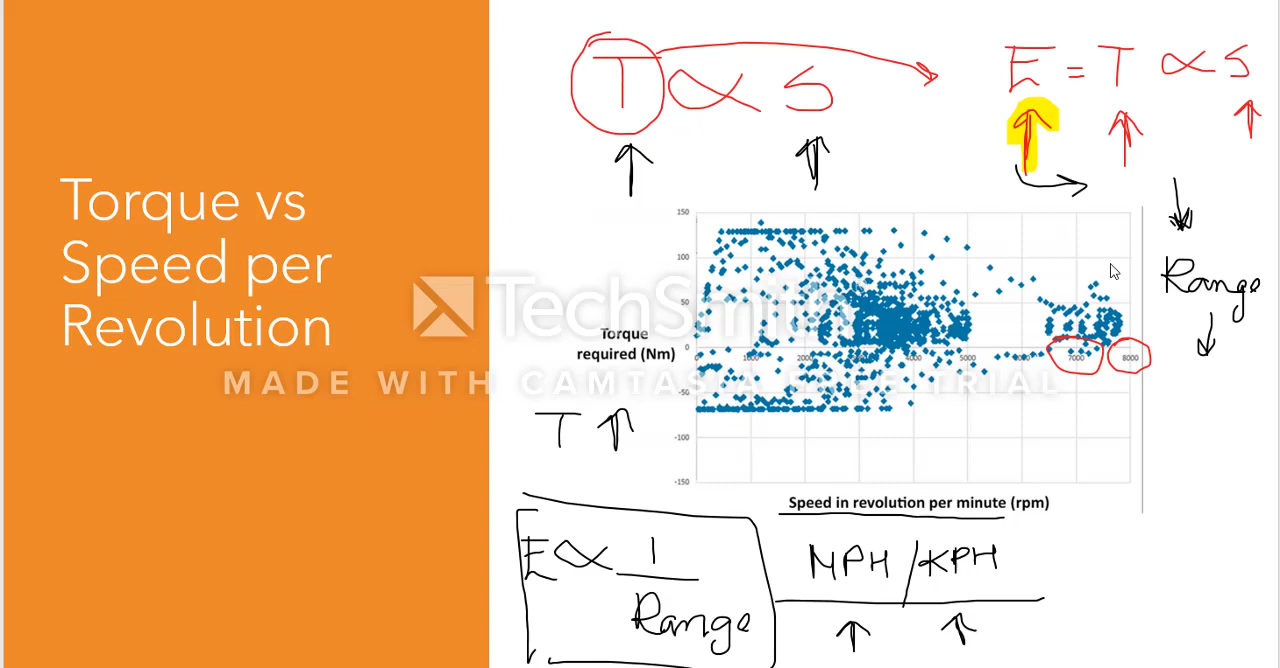 Torque vs
Speed per
Revolution
T ∝ S
E = T ∝ S
Range
150
100
50
0
-50
-100
-150
Torque
required (Nm)
0 1000 2000 3000 4000 5000 6000 7000 8000
TechSmith
MADE WITH CAMTASIA FREE TRIAL
T ↑
Speed in revolution per minute (rpm)
E ∝ 1
Range
MPH / KPH